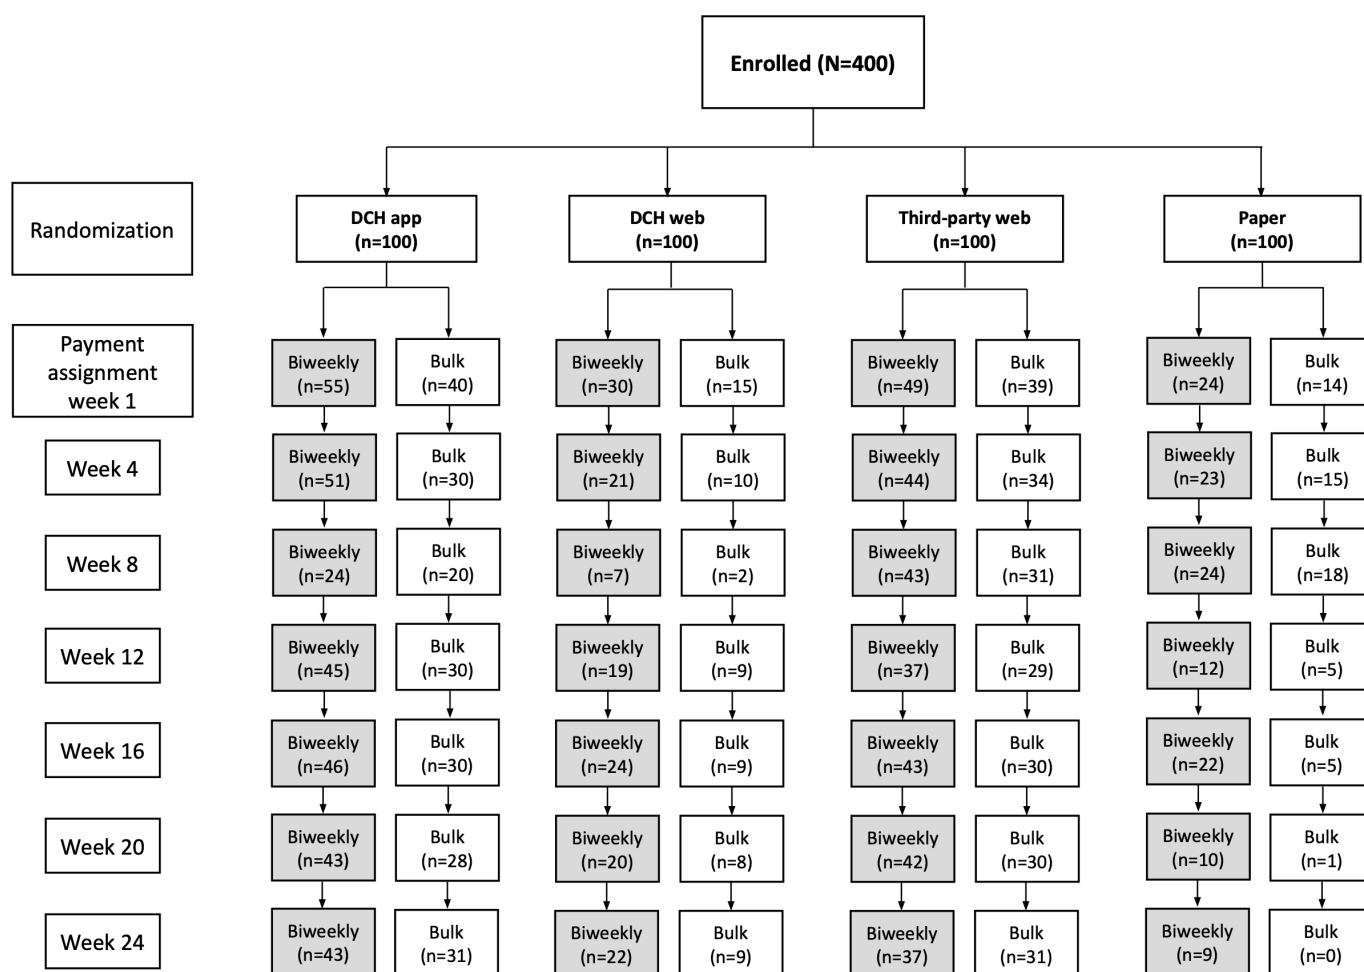 Enrolled (N=400)
Randomization
DCH app
(n=100)
DCH web
(n=100)
Third-party web
(n=100)
Paper
(n=100)
Payment
assignment
week 1
Biweekly
(n=55)
Bulk
(n=40)
Biweekly
(n=30)
Bulk
(n=15)
Biweekly
(n=49)
Bulk
(n=39)
Biweekly
(n=24)
Bulk
(n=14)
Week 4
Biweekly
(n=51)
Bulk
(n=30)
Biweekly
(n=21)
Bulk
(n=10)
Biweekly
(n=44)
Bulk
(n=34)
Biweekly
(n=23)
Bulk
(n=15)
Week 8
Biweekly
(n=24)
Bulk
(n=20)
Biweekly
(n=7)
Bulk
(n=2)
Biweekly
(n=43)
Bulk
(n=31)
Biweekly
(n=24)
Bulk
(n=18)
Week 12
Biweekly
(n=45)
Bulk
(n=30)
Biweekly
(n=19)
Bulk
(n=9)
Biweekly
(n=37)
Bulk
(n=29)
Biweekly
(n=12)
Bulk
(n=5)
Week 16
Biweekly
(n=46)
Bulk
(n=30)
Biweekly
(n=24)
Bulk
(n=9)
Biweekly
(n=43)
Bulk
(n=30)
Biweekly
(n=22)
Bulk
(n=5)
Week 20
Biweekly
(n=43)
Bulk
(n=28)
Biweekly
(n=20)
Bulk
(n=8)
Biweekly
(n=42)
Bulk
(n=30)
Biweekly
(n=10)
Bulk
(n=1)
Week 24
Biweekly
(n=43)
Bulk
(n=31)
Biweekly
(n=22)
Bulk
(n=9)
Biweekly
(n=37)
Bulk
(n=31)
Biweekly
(n=9)
Bulk
(n=0)